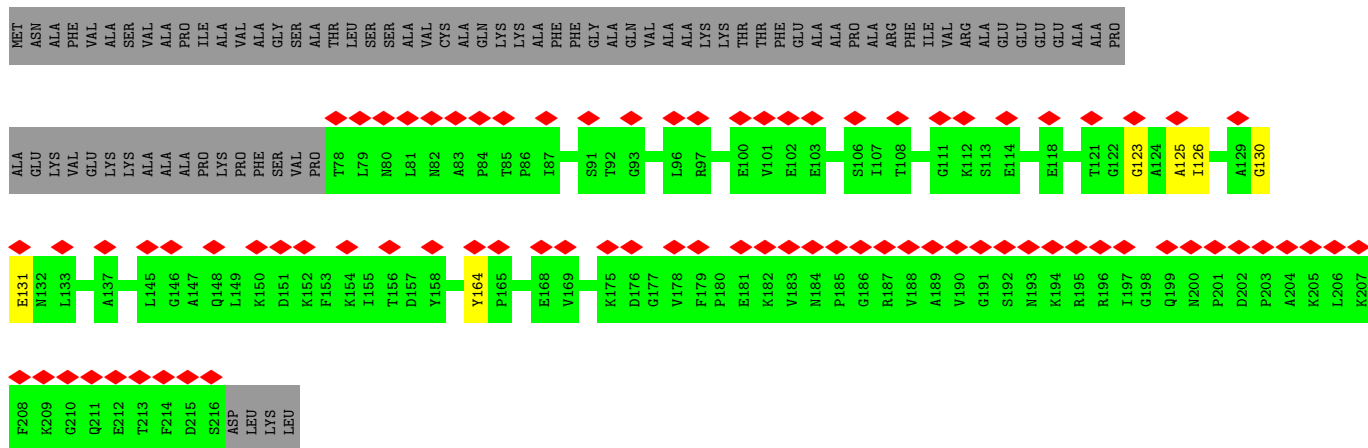 MET ASN ALA PHE VAL ALA SER VAL ALA PRO ILE ALA VAL ALA GLY SER ALA THR LEU SER SER ALA VAL CYS ALA GLN LYS LYS ALA PHE PHE GLY ALA GLN VAL ALA ALA LYS LYS THR THR PHE GLU ALA ALA PRO ALA ARG PHE ILE VAL ARG ALA GLU GLU GLU GLU ALA ALA PRO
ALA GLU LYS VAL GLU LYS LYS ALA ALA ALA PRO LYS PRO PHE SER VAL PRO T78 L79 N80 L81 N82 A83 P84 T85 P86 I87 S91 T92 G93 L96 R97 E100 V101 E102 E103 S106 I107 T108 G111 K112 S113 E114 E118 T121 G122 G123 A124 A125 I126 A129 G130
E131 N132 L133 A137 L145 G146 A147 Q148 L149 K150 D151 K152 F153 K154 I155 T156 D157 Y158 Y164 P165 E168 V169 K175 D176 G177 V178 F179 P180 E181 K182 V183 N184 P185 G186 R187 V188 A189 V190 G191 S192 N193 K194 R195 R196 I197 G198 Q199 N200 P201 D202 P203 A204 K205 L206 K207
F208 K209 G210 Q211 E212 T213 F214 D215 S216 ASP LEU LYS LEU